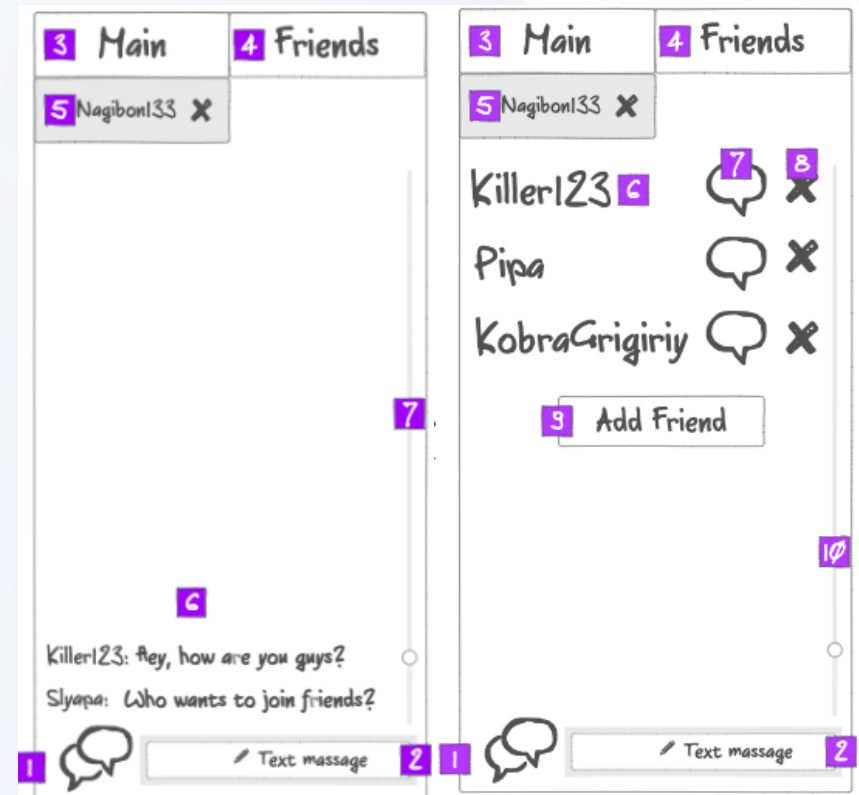 3 Main 4 Friends
5 Nagibon133 X
7
6
Killer123: Hey, how are you guys?
Slyapa: Who wants to join friends?
1 Text massage 2
3 Main 4 Friends
5 Nagibon133 X
7 8
Killer123 6
Pipa
KobraGrigiriy
9 Add Friend
10
1 Text massage 2